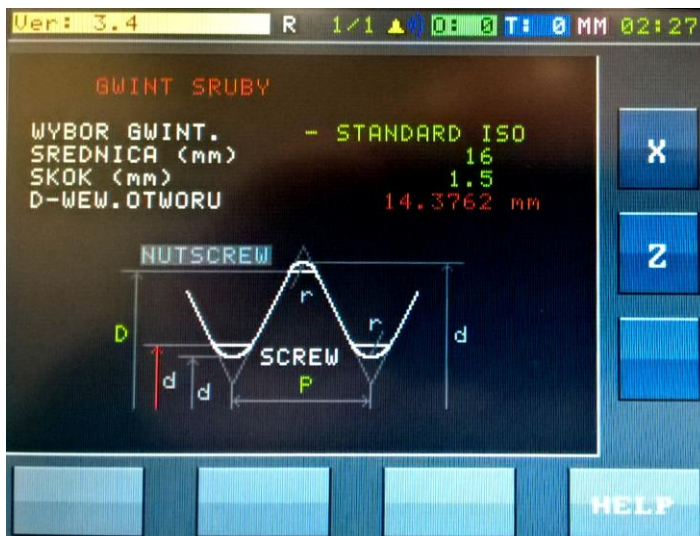 Ver: 3.4 R 1/1 O: 0 T: 0 MM 02:27
GWINT SRUBY
WYBOR GWINT. - STANDARD ISO
SREDNICA (mm) 16
SKOK (mm) 1.5
D-WEW.OTWORU 14.3762 mm
NUTSCREW
r
r
D
d
SCREW
d
d
P
X
Z
HELP